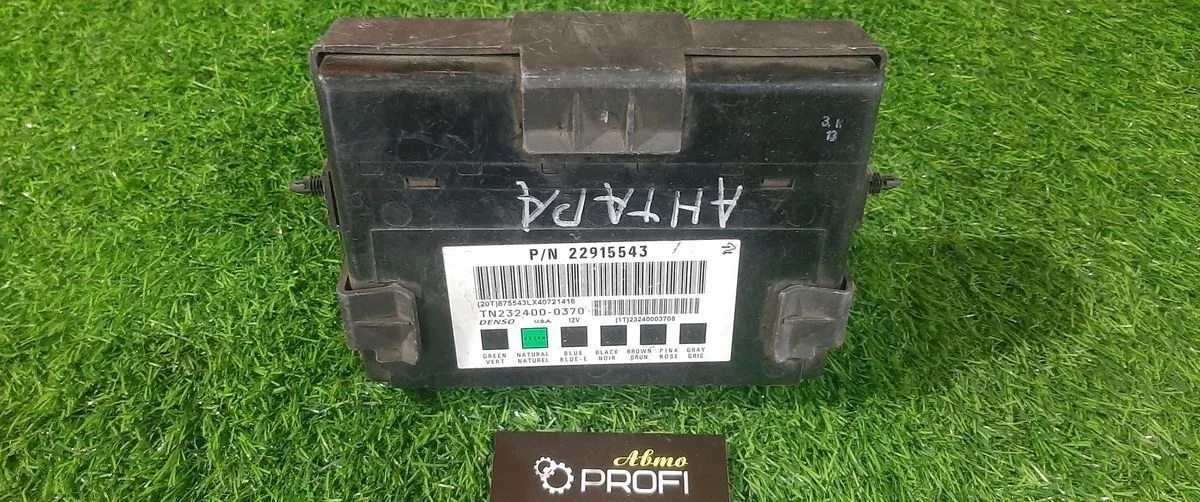 АНТАРА
P/N 22915543
(20T)875543LX40721416
TN232400-0370
(1T)23240003708
DENSO U.S.A. 12V
GREEN NATURAL BLUE BLACK BROWN PINK GRAY
VERT NATUREL BLUE-E NOIR BRUN ROSE GRIS
Авто
PROFI